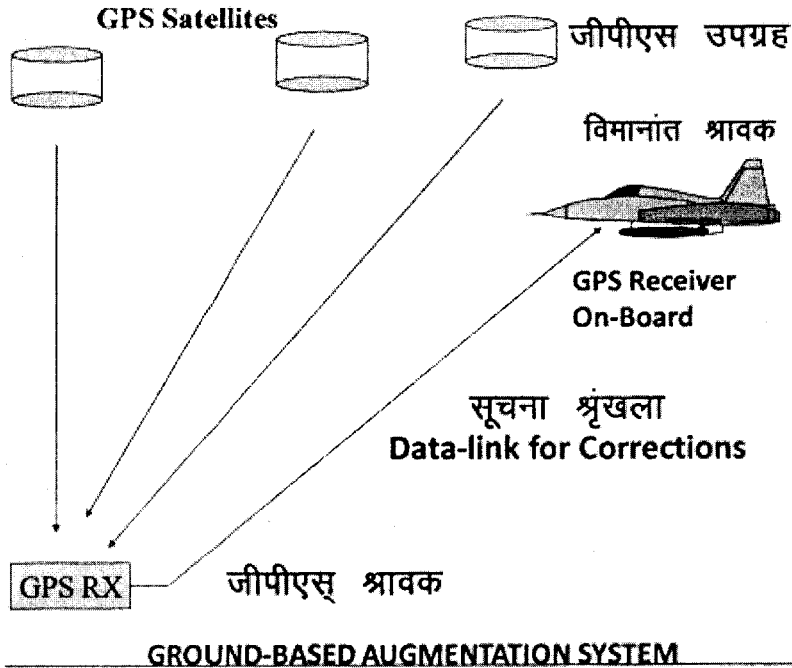 GPS Satellites
जीपीएस उपग्रह
विमानांत श्रावक
GPS Receiver
On-Board
सूचना श्रृंखला
Data-link for Corrections
GPS RX
जीपीएस् श्रावक
GROUND-BASED AUGMENTATION SYSTEM